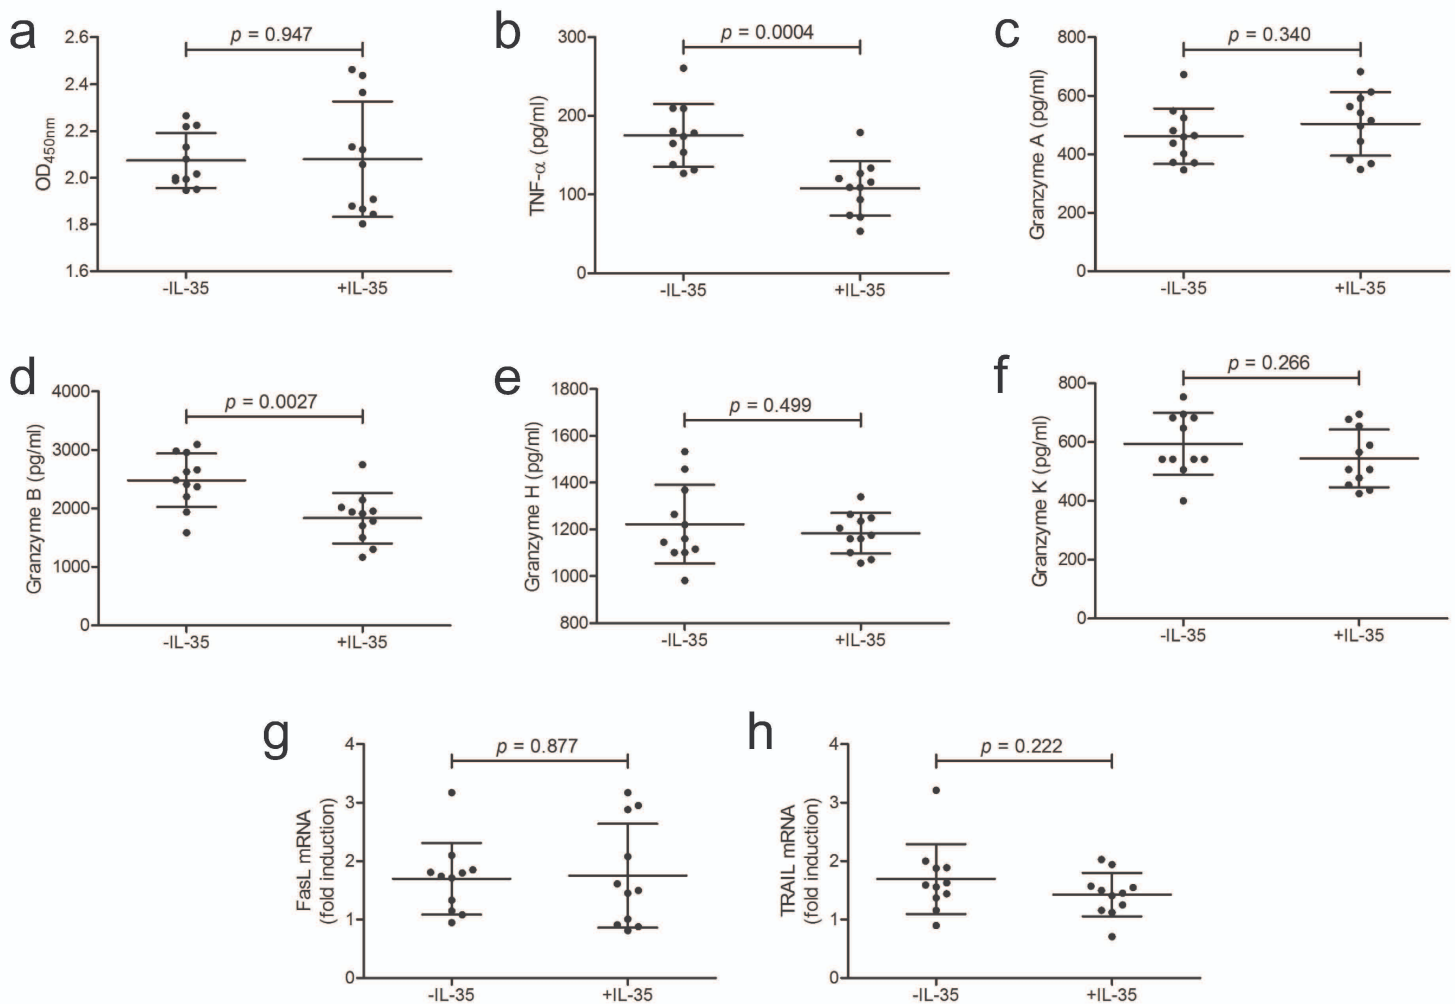 a
p = 0.947
2.6
2.4
2.2
2.0
1.8
1.6
OD450nm
-IL-35
+IL-35
b
p = 0.0004
300
200
100
0
TNF-α (pg/ml)
-IL-35
+IL-35
c
p = 0.340
800
600
400
200
0
Granzyme A (pg/ml)
-IL-35
+IL-35
d
p = 0.0027
4000
3000
2000
1000
0
Granzyme B (pg/ml)
-IL-35
+IL-35
e
p = 0.499
1800
1600
1400
1200
1000
800
Granzyme H (pg/ml)
-IL-35
+IL-35
f
p = 0.266
800
600
400
200
0
Granzyme K (pg/ml)
-IL-35
+IL-35
g
p = 0.877
4
3
2
1
0
FasL mRNA
(fold induction)
-IL-35
+IL-35
h
p = 0.222
4
3
2
1
0
TRAIL mRNA
(fold induction)
-IL-35
+IL-35